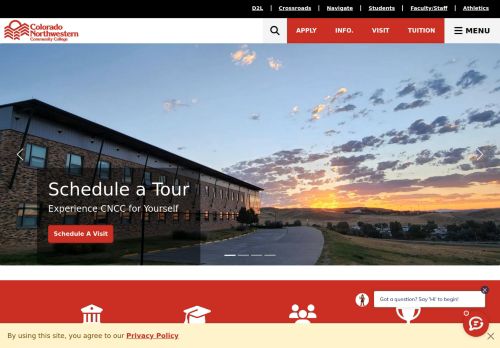 D2L | Crossroads | Navigate | Students | Faculty/Staff | Athletics
Colorado
Northwestern
Community College
APPLY INFO. VISIT TUITION MENU
Schedule a Tour
Experience CNCC for Yourself
Schedule A Visit
Got a question? Say 'Hi' to begin!
By using this site, you agree to our Privacy Policy